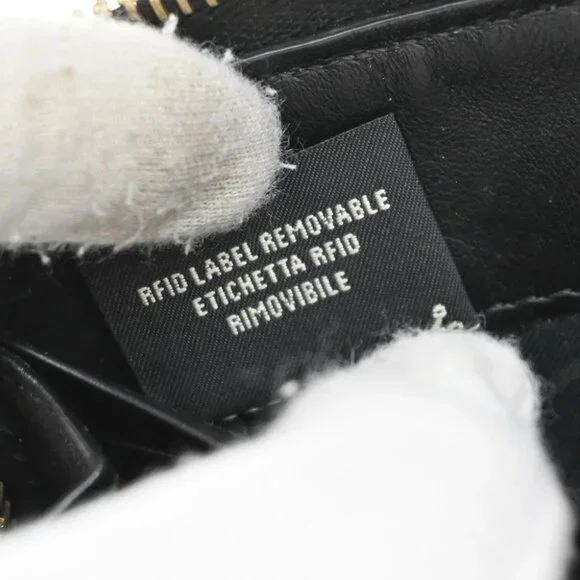 RFID LABEL REMOVABLE
ETICHETTA RFID
RIMOVIBILE